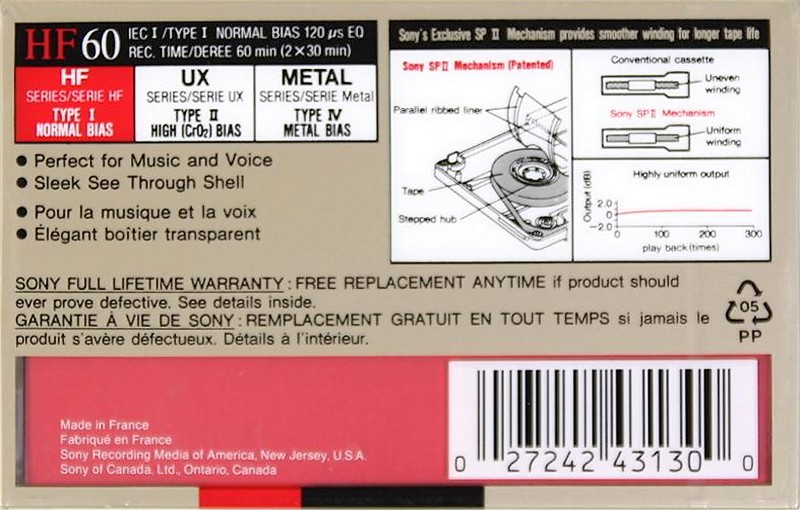 HF 60
IEC I /TYPE I NORMAL BIAS 120 µs EQ
REC. TIME/DEREE 60 min (2 × 30 min)
HF
SERIES/SERIE HF
TYPE I
NORMAL BIAS
UX
SERIES/SERIE UX
TYPE II
HIGH (CrO2) BIAS
METAL
SERIES/SERIE Metal
TYPE IV
METAL BIAS
● Perfect for Music and Voice
● Sleek See Through Shell
● Pour la musique et la voix
● Élégant boîtier transparent
Sony's Exclusive SP II Mechanism provides smoother winding for longer tape life
Sony SP II Mechanism (Patented)
Parallel ribbed liner
Tape
Stepped hub
Conventional cassette
Uneven
winding
Sony SP II Mechanism
Uniform
winding
Highly uniform output
Output (dB)
2.0
0
-2.0
0 100 200 300
play back (times)
SONY FULL LIFETIME WARRANTY : FREE REPLACEMENT ANYTIME if product should
ever prove defective. See details inside.
GARANTIE À VIE DE SONY : REMPLACEMENT GRATUIT EN TOUT TEMPS si jamais le
produit s'avère défectueux. Détails à l'intérieur.
05
PP
Made in France
Fabriqué en France
Sony Recording Media of America, New Jersey, U.S.A.
Sony of Canada, Ltd., Ontario, Canada
0 27242 43130 0